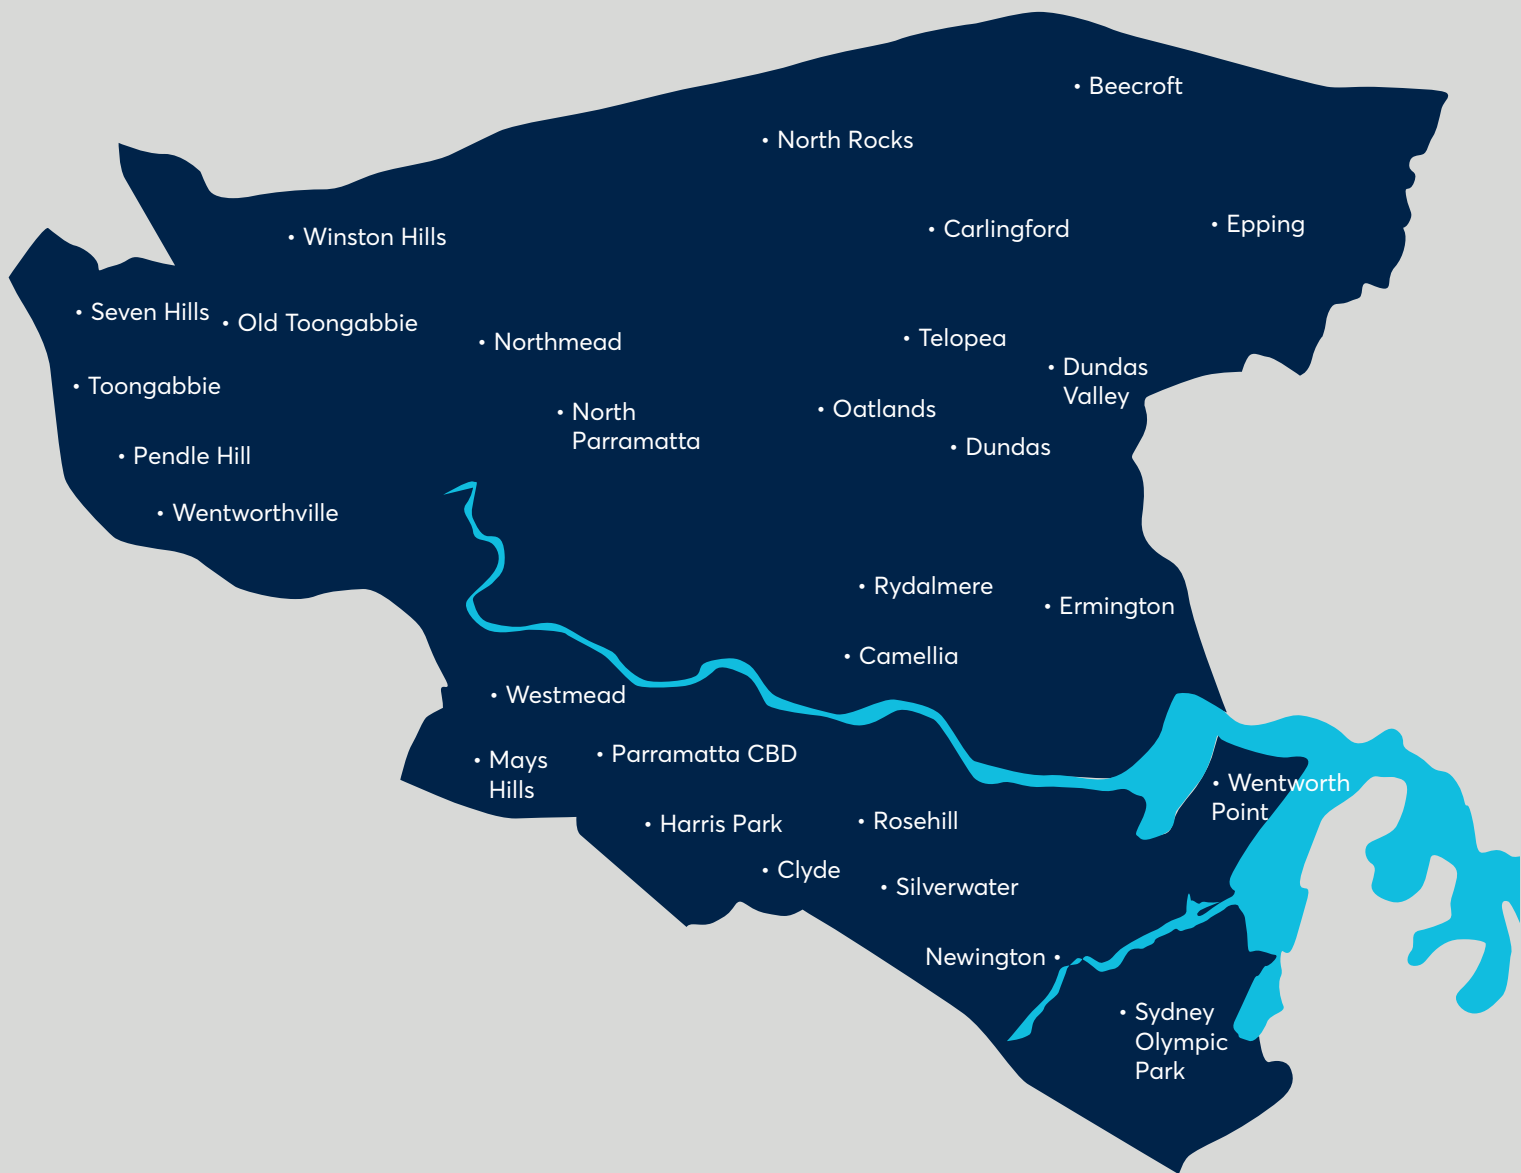 • Beecroft
• North Rocks
• Epping
• Carlingford
• Winston Hills
• Seven Hills
• Old Toongabbie
• Telopea
• Northmead
• Dundas
Valley
• Toongabbie
• Oatlands
• North
Parramatta
• Dundas
• Pendle Hill
• Wentworthville
• Rydalmere
• Ermington
• Camellia
• Westmead
• Parramatta CBD
• Mays
Hills
• Wentworth
Point
• Rosehill
• Harris Park
• Clyde
• Silverwater
Newington •
• Sydney
Olympic
Park